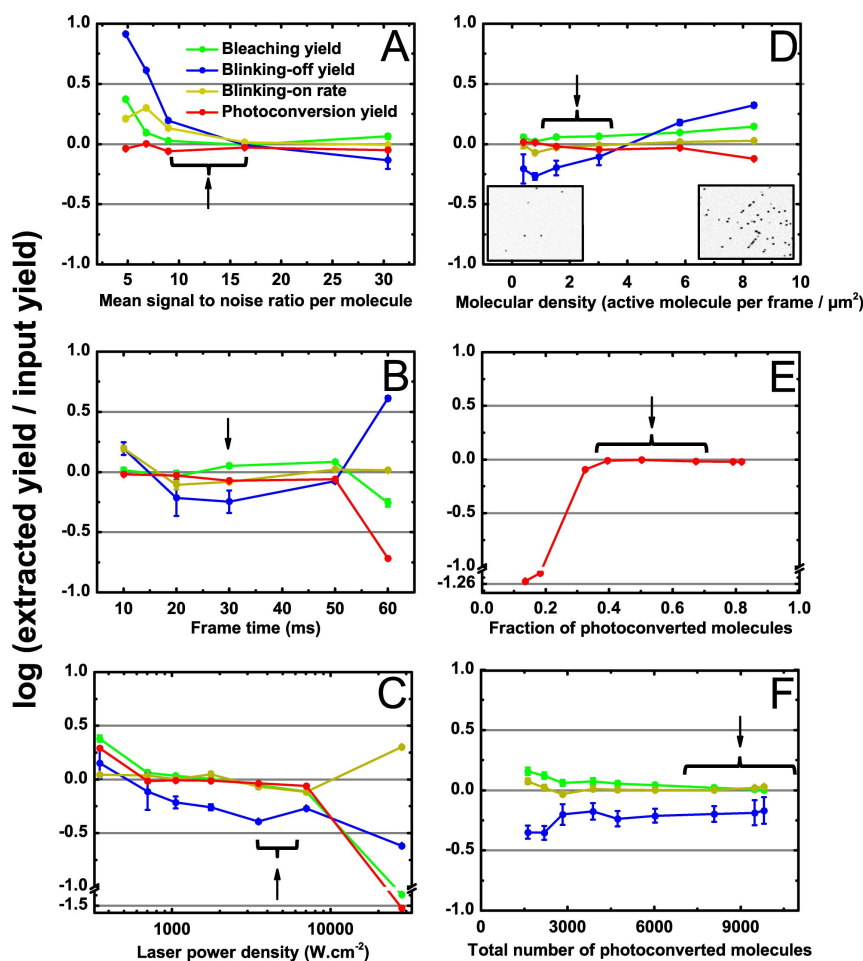 log (extracted yield / input yield)
A
Bleaching yield
Blinking-off yield
Blinking-on rate
Photoconversion yield
1.0
0.5
0.0
-0.5
-1.0
5 10 15 20 25 30
Mean signal to noise ratio per molecule
D
1.0
0.5
0.0
-0.5
-1.0
0 2 4 6 8 10
Molecular density (active molecule per frame / µm²)
B
1.0
0.5
0.0
-0.5
-1.0
10 20 30 40 50 60
Frame time (ms)
E
1.0
0.5
0.0
-0.5
-1.0
-1.26
0.0 0.2 0.4 0.6 0.8 1.0
Fraction of photoconverted molecules
C
1.0
0.5
0.0
-0.5
-1.0
-1.5
1000 10000
Laser power density (W.cm⁻²)
F
1.0
0.5
0.0
-0.5
-1.0
3000 6000 9000
Total number of photoconverted molecules